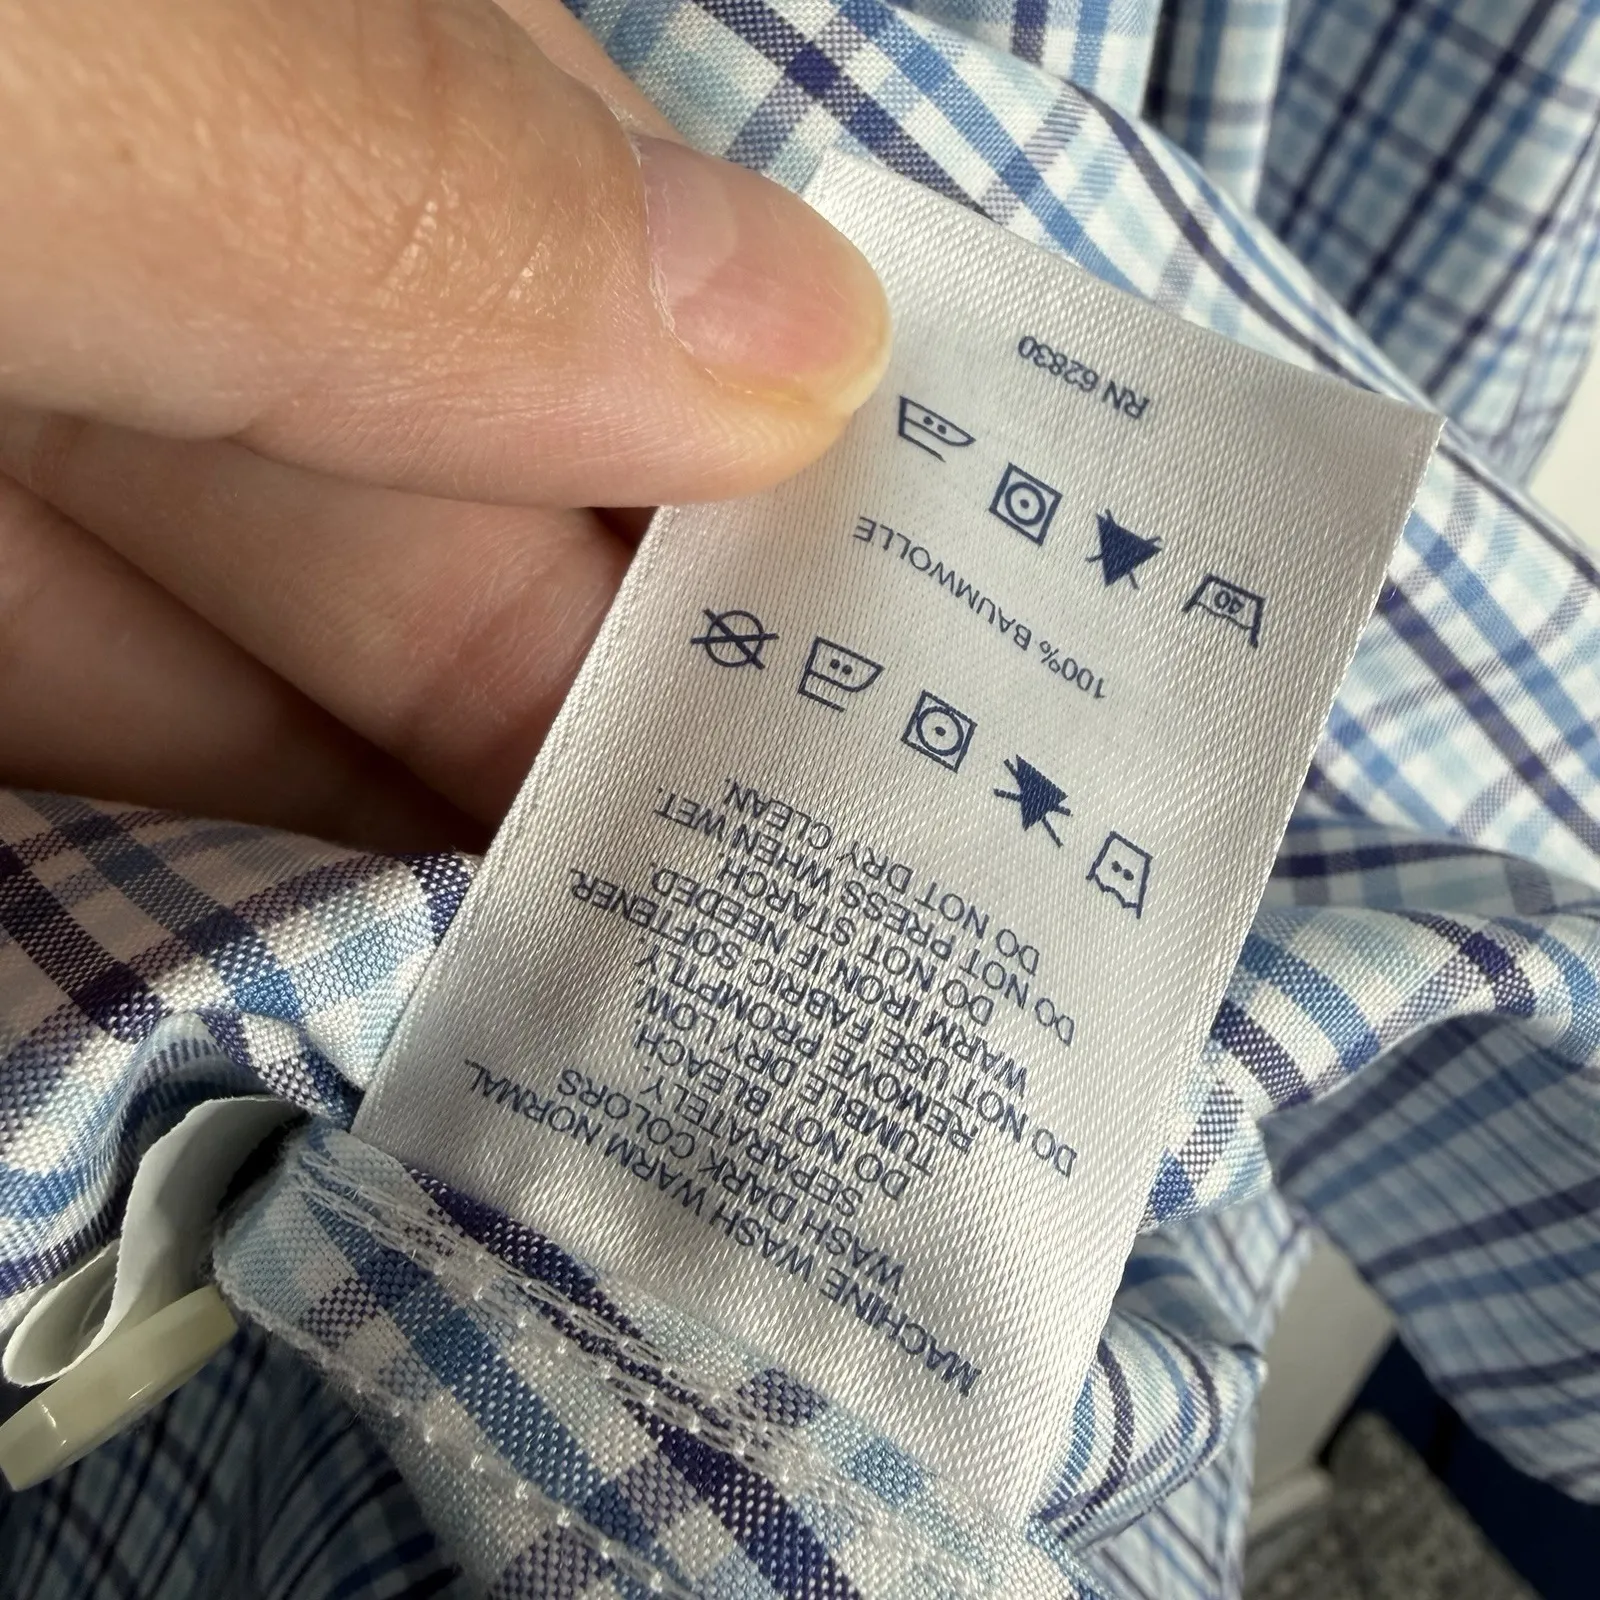 MACHINE WASH WARM NORMAL.
WASH DARK COLORS
SEPARATELY.
DO NOT BLEACH.
TUMBLE DRY LOW.
REMOVE PROMPTLY.
DO NOT USE FABRIC SOFTENER.
WARM IRON IF NEEDED.
DO NOT STARCH.
DO NOT PRESS WHEN WET.
DO NOT DRY CLEAN.
100% BAUMWOLLE
40
RN 62830